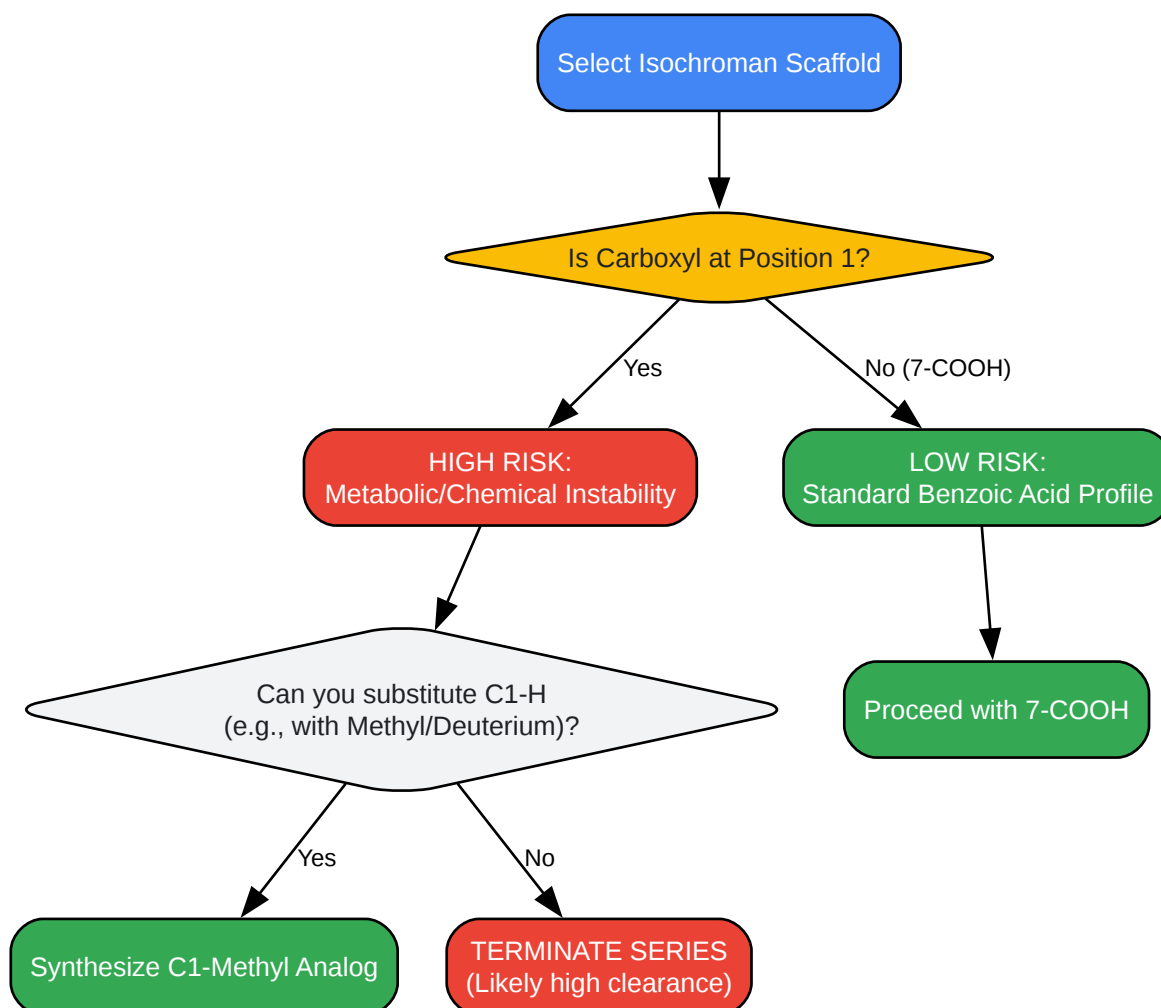 Select Isochroman Scaffold
Is Carboxyl at Position 1?
Yes
No (7-COOH)
HIGH RISK:
Metabolic/Chemical Instability
LOW RISK:
Standard Benzoic Acid Profile
Can you substitute C1-H
(e.g., with Methyl/Deuterium)?
Proceed with 7-COOH
Yes
No
Synthesize C1-Methyl Analog
TERMINATE SERIES
(Likely high clearance)